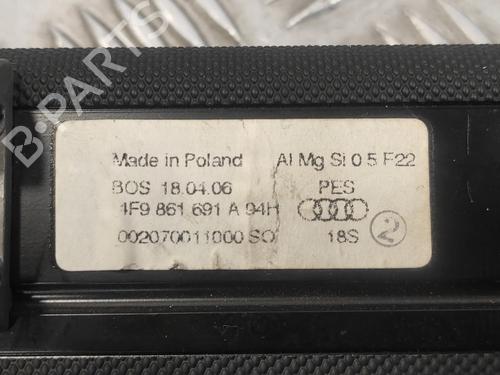 Made in Poland Al Mg Si 0 5 F22
BOS 18.04.06 PES
4F9 861 691 A 94H
002070011000 SO 18S 2
B-PARTS